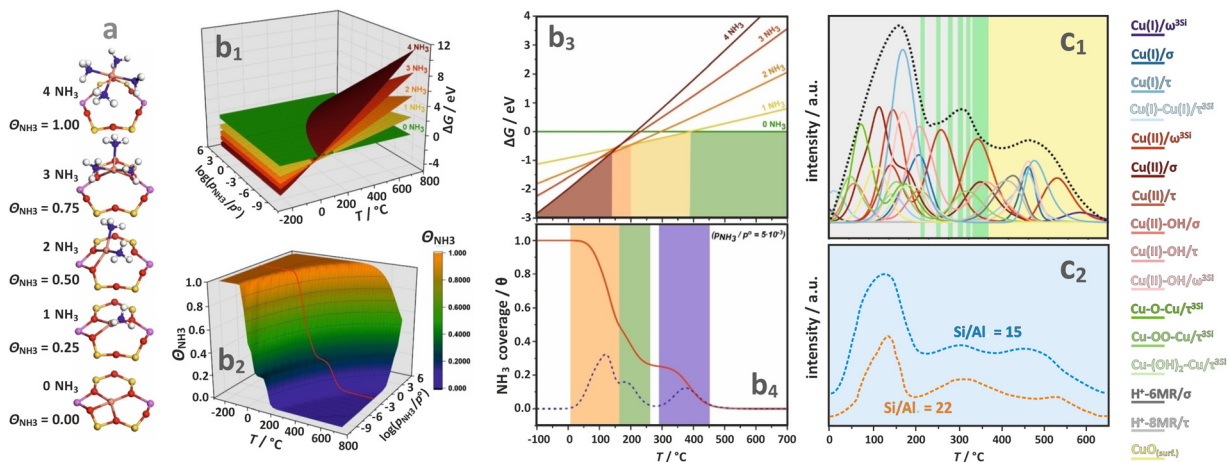 a
4 NH3
ΘNH3 = 1.00
3 NH3
ΘNH3 = 0.75
2 NH3
ΘNH3 = 0.50
1 NH3
ΘNH3 = 0.25
0 NH3
ΘNH3 = 0.00
b1
4 NH3
3 NH3
2 NH3
1 NH3
0 NH3
12
8
4
0
-4
ΔG / eV
6
3
0
-3
-6
-9
log(pNH3/p°)
-200
0
200
400
600
800
T / °C
b2
ΘNH3
1.000
0.8000
0.6000
0.4000
0.2000
0.000
1.0
0.8
0.6
0.4
0.2
0.0
ΘNH3
-200
0
200
400
600
800
T / °C
-9
-6
-3
0
3
6
log(pNH3/p°)
b3
4 NH3
3 NH3
2 NH3
1 NH3
0 NH3
4
3
2
1
0
-1
-2
-3
ΔG / eV
(pNH3 / p° = 5·10-3)
b4
1.0
0.8
0.6
0.4
0.2
0.0
NH3 coverage / θ
-100
0
100
200
300
400
500
600
700
T / °C
c1
intensity / a.u.
c2
intensity / a.u.
Si/Al = 15
Si/Al = 22
0
100
200
300
400
500
600
T / °C
Cu(I)/ω3Si
Cu(I)/σ
Cu(I)/τ
Cu(I)-Cu(I)/τ3Si
Cu(II)/ω3Si
Cu(II)/σ
Cu(II)/τ
Cu(II)-OH/σ
Cu(II)-OH/τ
Cu(II)-OH/ω3Si
Cu-O-Cu/τ3Si
Cu-OO-Cu/τ3Si
Cu-(OH)2-Cu/τ3Si
H+-6MR/σ
H+-8MR/τ
CuO(surf.)